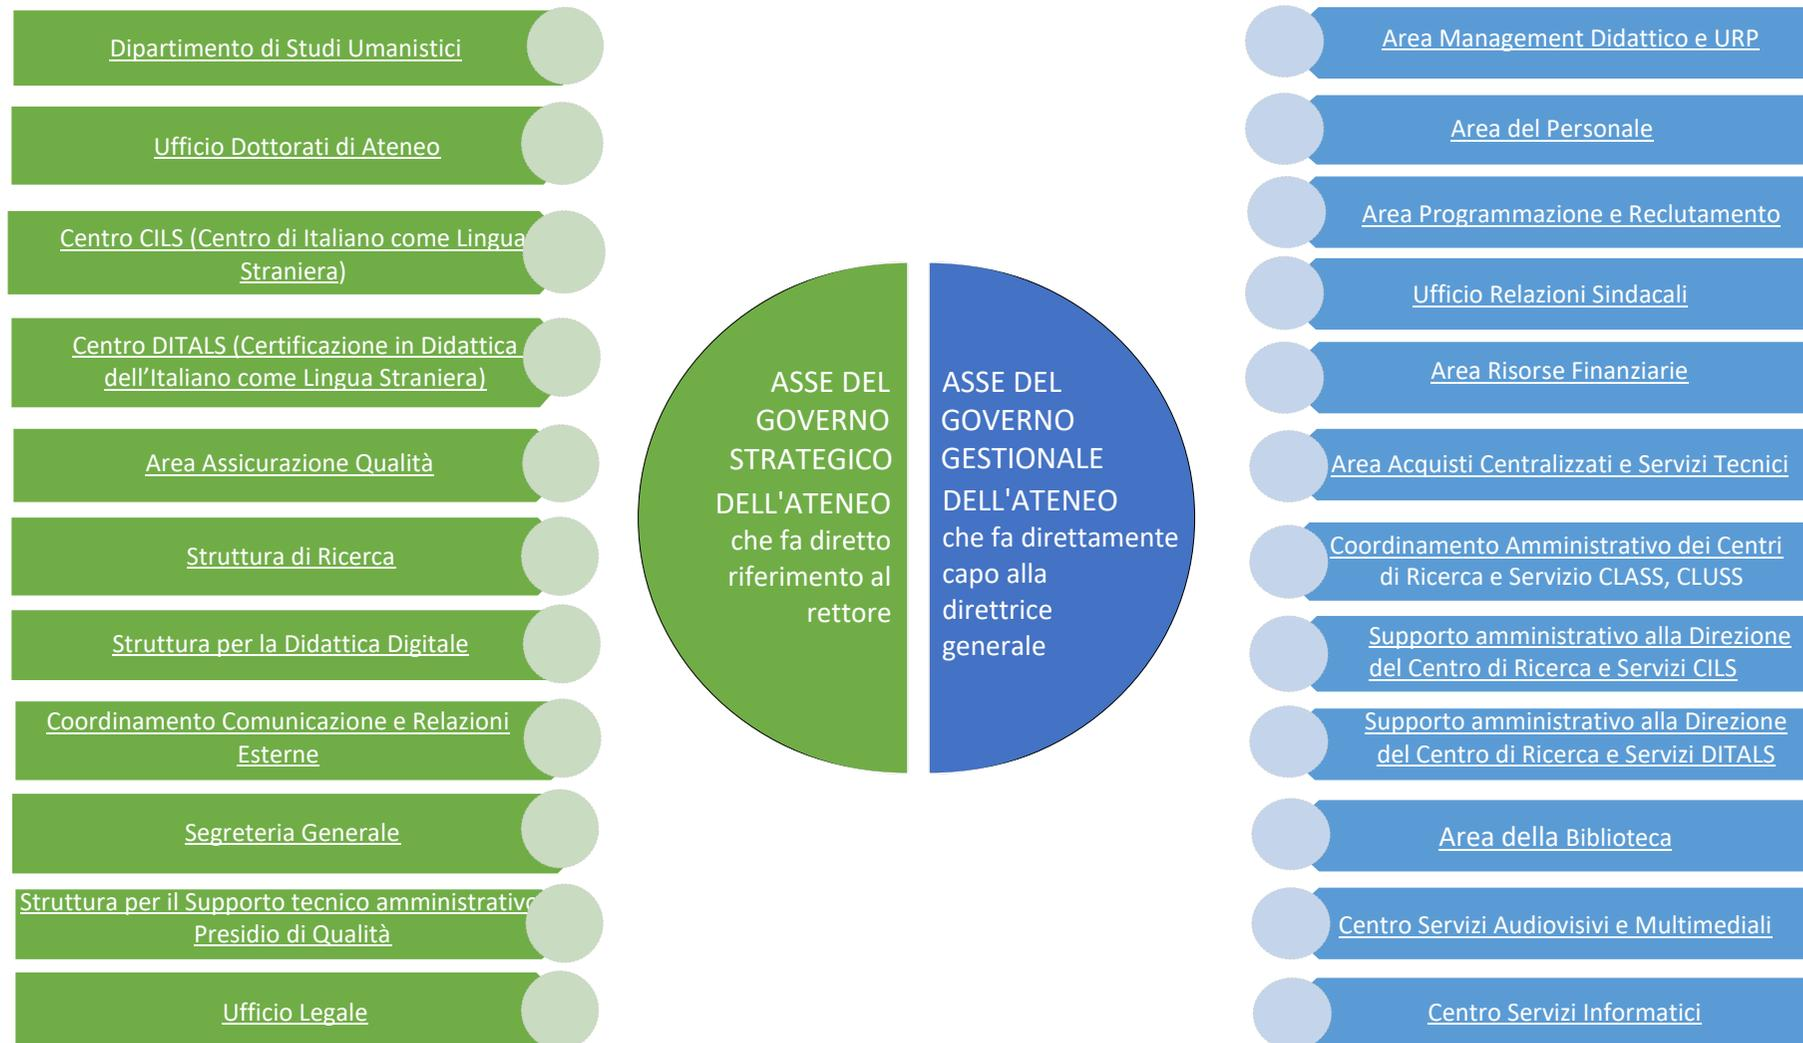 Dipartimento di Studi Umanistici
Ufficio Dottorati di Ateneo
Centro CILS (Centro di Italiano come Lingua
Straniera)
Centro DITALS (Certificazione in Didattica
dell’Italiano come Lingua Straniera)
Area Assicurazione Qualità
Struttura di Ricerca
Struttura per la Didattica Digitale
Coordinamento Comunicazione e Relazioni
Esterne
Segreteria Generale
Struttura per il Supporto tecnico amministrativo
Presidio di Qualità
Ufficio Legale
ASSE DEL
GOVERNO
STRATEGICO
DELL'ATENEO
che fa diretto
riferimento al
rettore
ASSE DEL
GOVERNO
GESTIONALE
DELL'ATENEO
che fa direttamente
capo alla
direttrice
generale
Area Management Didattico e URP
Area del Personale
Area Programmazione e Reclutamento
Ufficio Relazioni Sindacali
Area Risorse Finanziarie
Area Acquisti Centralizzati e Servizi Tecnici
Coordinamento Amministrativo dei Centri
di Ricerca e Servizio CLASS, CLUSS
Supporto amministrativo alla Direzione
del Centro di Ricerca e Servizi CILS
Supporto amministrativo alla Direzione
del Centro di Ricerca e Servizi DITALS
Area della Biblioteca
Centro Servizi Audiovisivi e Multimediali
Centro Servizi Informatici